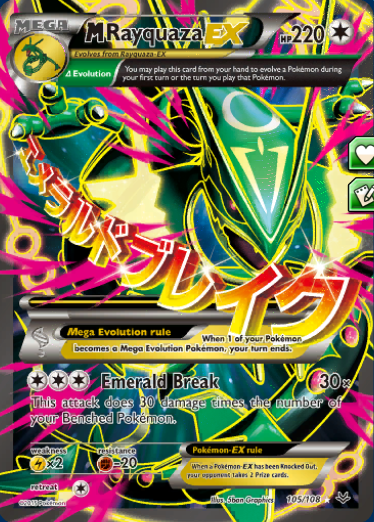 MEGA
M Rayquaza EX HP220
Evolves from Rayquaza-EX
Δ Evolution You may play this card from your hand to evolve a Pokémon during
your first turn or the turn you play that Pokémon.
エメラルドブレイク
Mega Evolution rule When 1 of your Pokémon
becomes a Mega Evolution Pokémon, your turn ends.
Emerald Break 30×
This attack does 30 damage times the number of
your Benched Pokémon.
weakness resistance
×2 -20
retreat
Pokémon-EX rule
When a Pokémon-EX has been Knocked Out,
your opponent takes 2 Prize cards.
©2015 Pokémon
Illus. 5ban Graphics 105/108